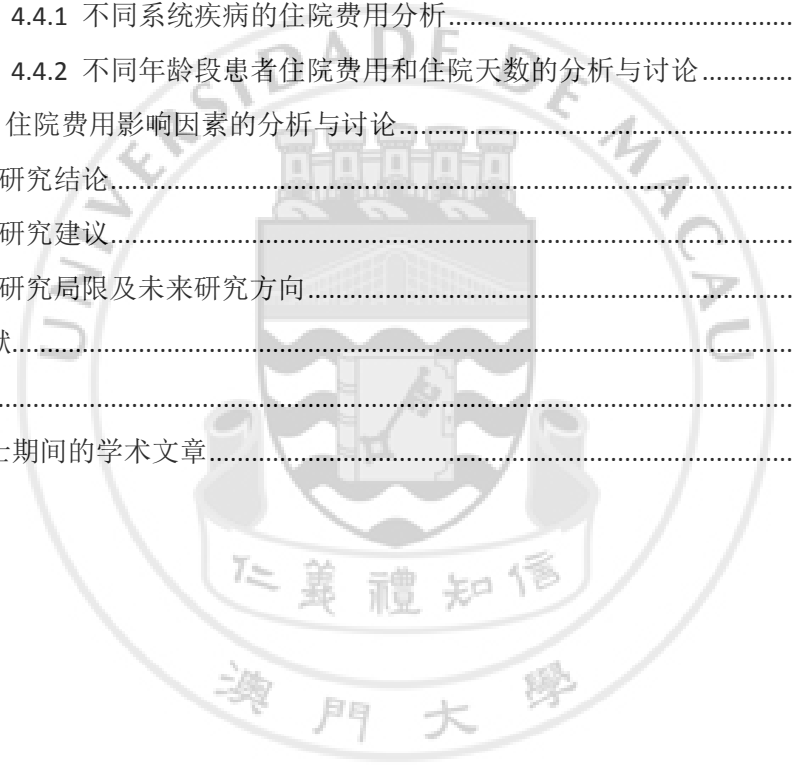 4.4.1 不同系统疾病的住院费用分析
4.4.2 不同年龄段患者住院费用和住院天数的分析与讨论
住院费用影响因素的分析与讨论
研究结论
研究建议
研究局限及未来研究方向
献
士期间的学术文章
UNIVERSIDADE DE MACAU
仁義禮知信
澳門大學